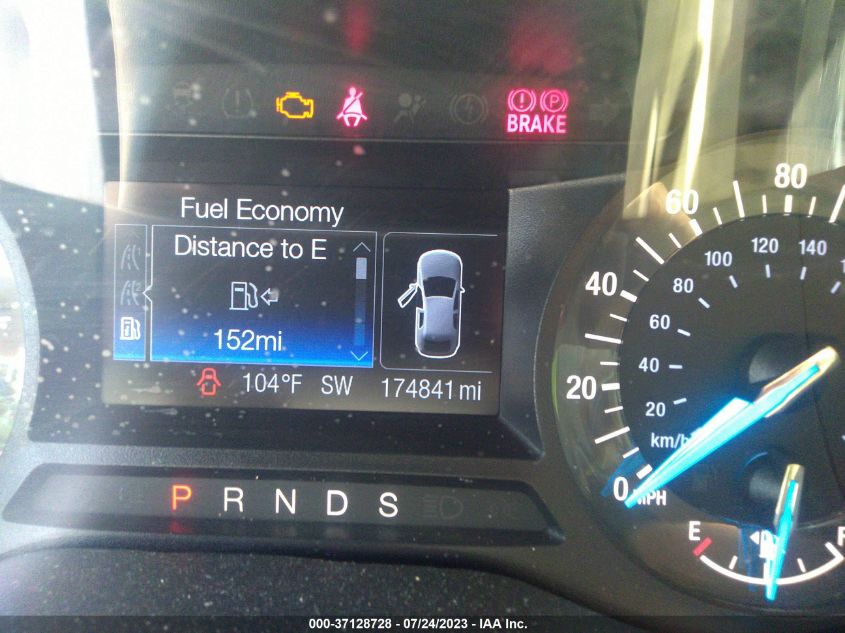 BRAKE
Fuel Economy
Distance to E
152mi
104°F SW 174841 mi
P R N D S
0 20 40 60 80
20 40 60 80 100 120 140
km/h
MPH
E F
000-37128728 - 07/24/2023 - IAA Inc.